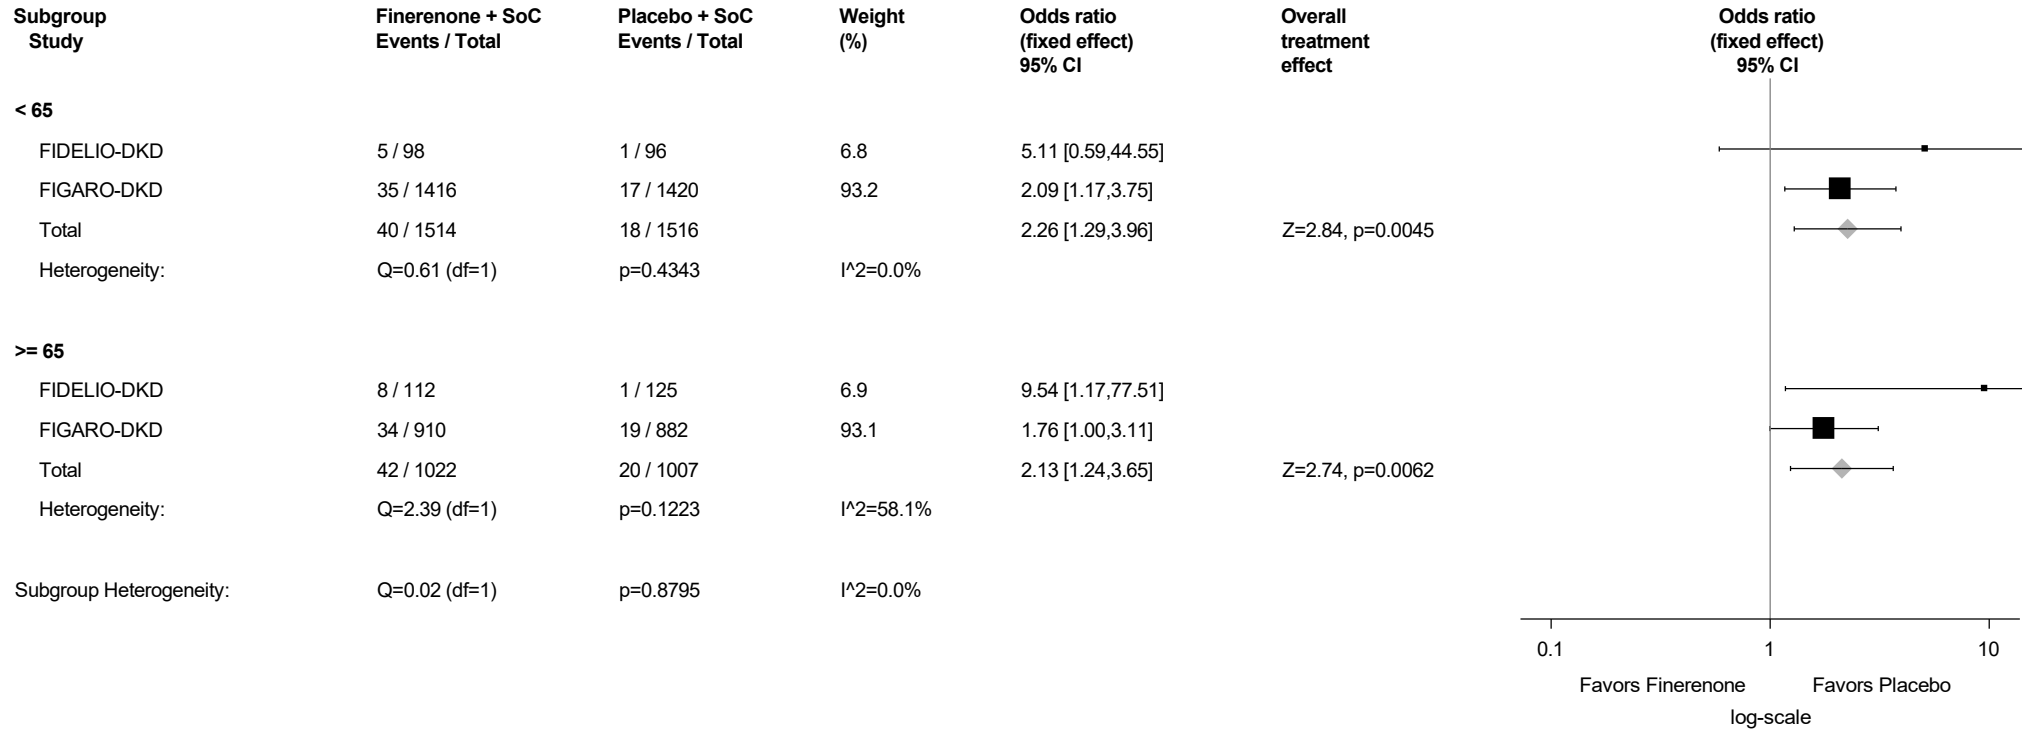 Subgroup Finerenone + SoC Placebo + SoC Weight Odds ratio Overall Odds ratio
Study Events / Total Events / Total (%) (fixed effect) treatment (fixed effect)
95% CI effect 95% CI
< 65
FIDELIO-DKD 5 / 98 1 / 96 6.8 5.11 [0.59,44.55]
FIGARO-DKD 35 / 1416 17 / 1420 93.2 2.09 [1.17,3.75]
Total 40 / 1514 18 / 1516 2.26 [1.29,3.96] Z=2.84, p=0.0045
Heterogeneity: Q=0.61 (df=1) p=0.4343 I^2=0.0%
>= 65
FIDELIO-DKD 8 / 112 1 / 125 6.9 9.54 [1.17,77.51]
FIGARO-DKD 34 / 910 19 / 882 93.1 1.76 [1.00,3.11]
Total 42 / 1022 20 / 1007 2.13 [1.24,3.65] Z=2.74, p=0.0062
Heterogeneity: Q=2.39 (df=1) p=0.1223 I^2=58.1%
Subgroup Heterogeneity: Q=0.02 (df=1) p=0.8795 I^2=0.0%
0.1 1 10
Favors Finerenone Favors Placebo
log-scale